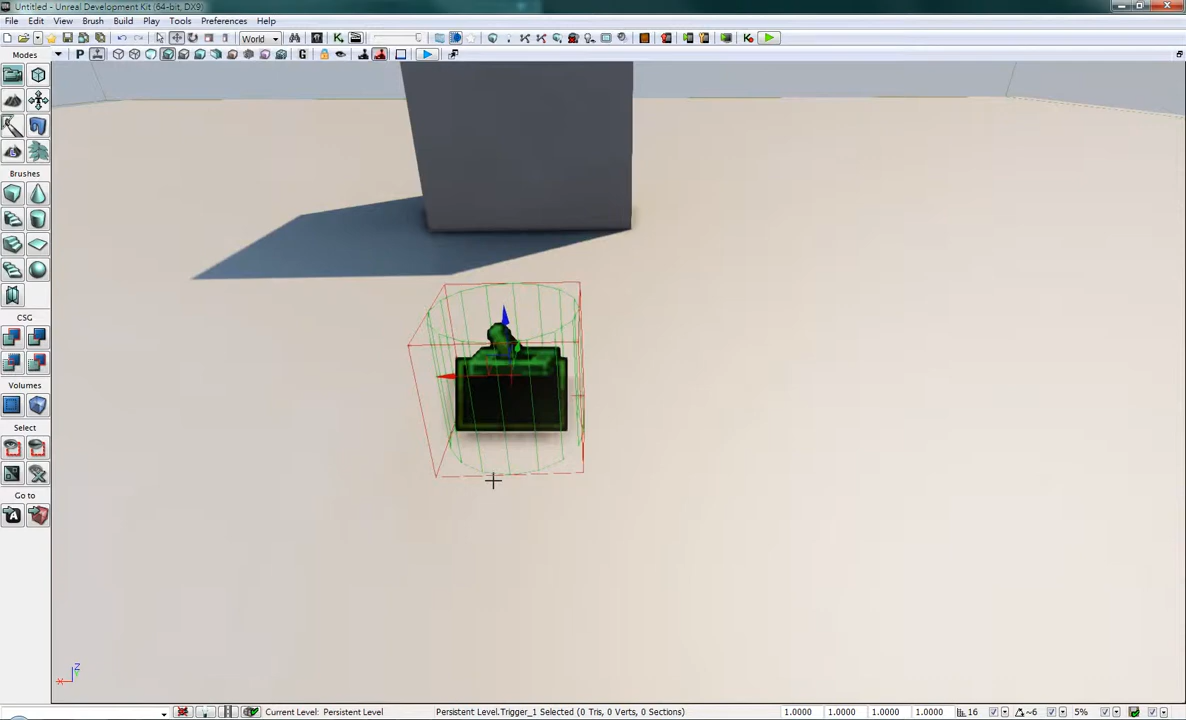 Untitled - Unreal Development Kit (64-bit, DX9)
File Edit View Brush Build Play Tools Preferences Help
World
P G
Modes
Brushes
CSG
Volumes
Select
Go to
Z
Y
X
Current Level: Persistent Level Persistent Level.Trigger_1 Selected (0 Tris, 0 Verts, 0 Sections) 1.0000 1.0000 1.0000 1.0000 16 ~6 5%